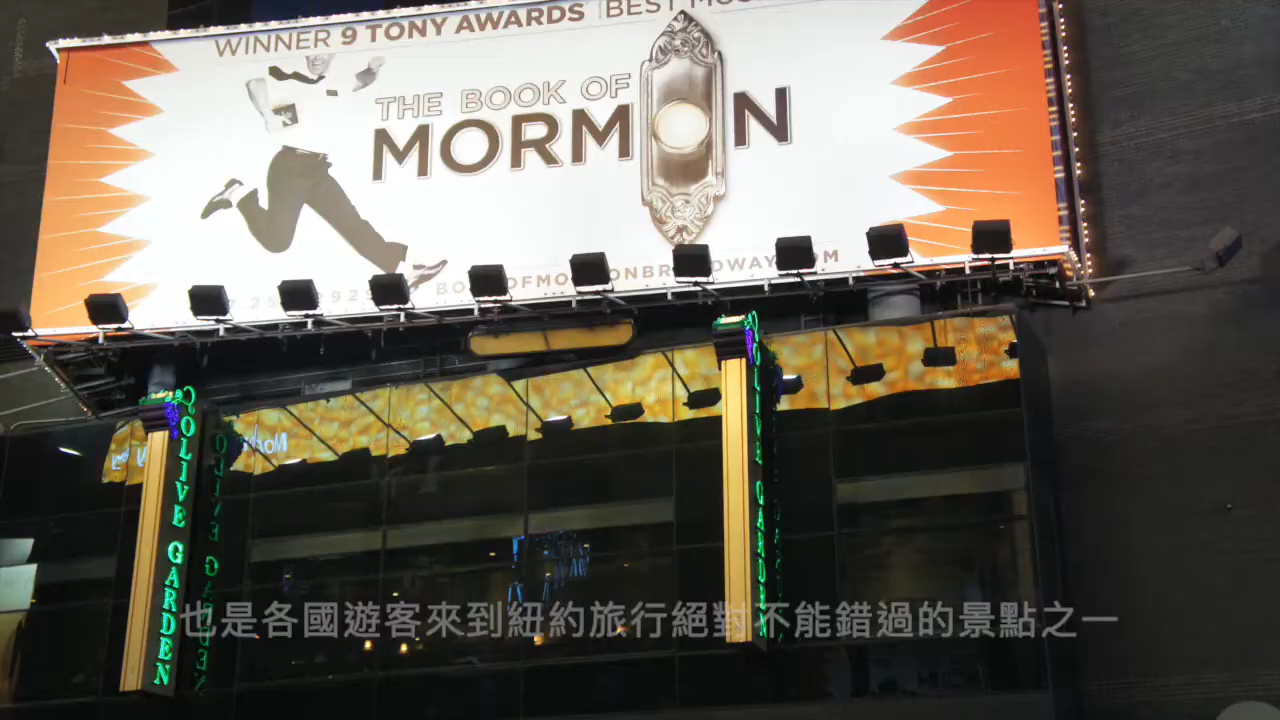 WINNER 9 TONY AWARDS | BEST
THE BOOK OF
MORMON
OLIVE GARDEN
OLIVE GARDEN
也是各國遊客來到紐約旅行絕對不能錯過的景點之一